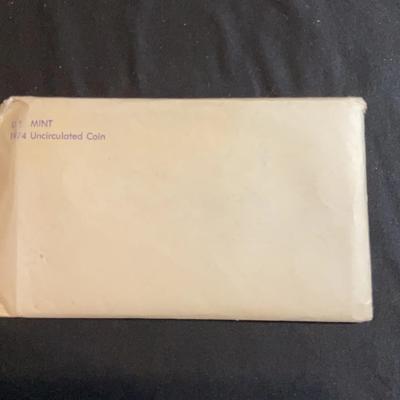 U S MINT
1974 Uncirculated Coin